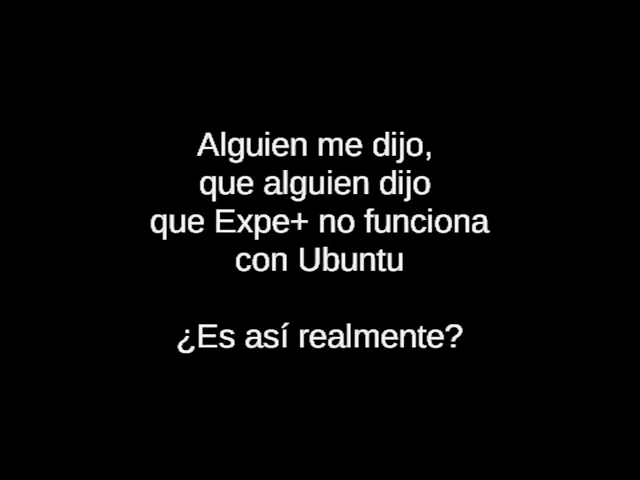 Alguien me dijo,
que alguien dijo
que Expe+ no funciona
con Ubuntu
¿Es así realmente?